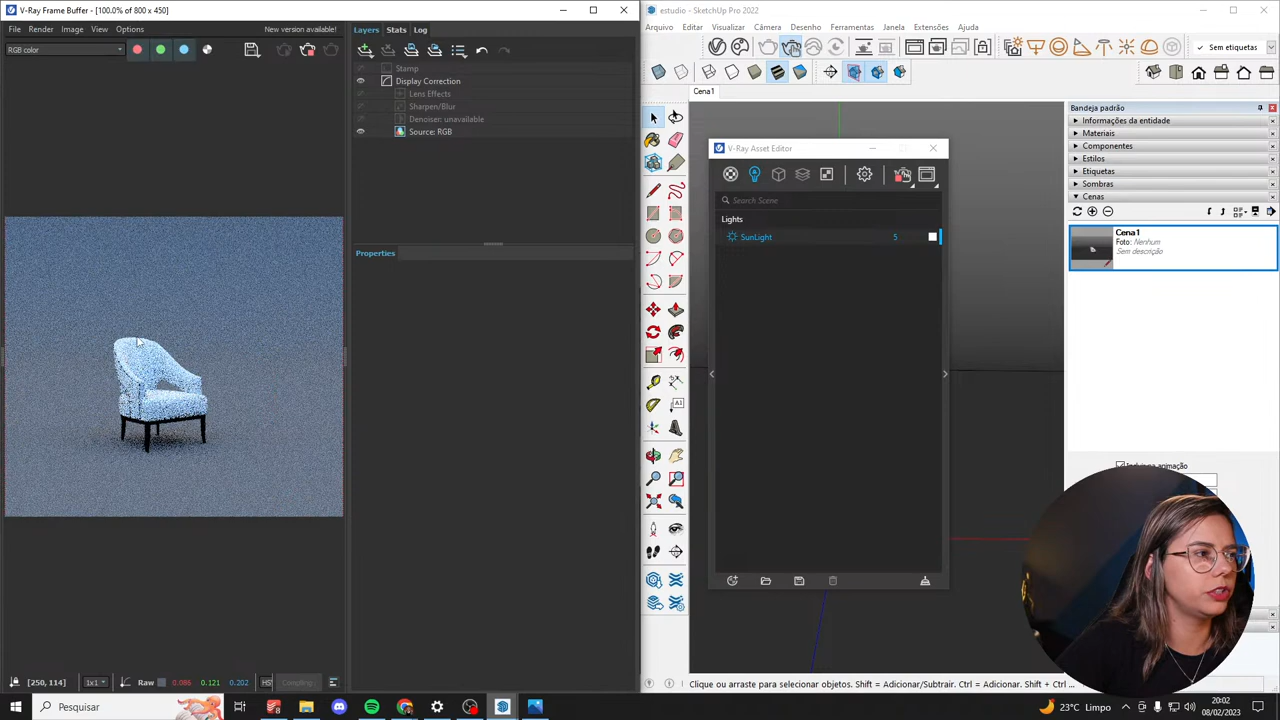 V-Ray Frame Buffer - [100.0% of 800 x 450]
File Render Image View Options
New version available!
RGB color
Layers Stats Log
Stamp
Display Correction
Lens Effects
Sharpen/Blur
Denoiser: unavailable
Source: RGB
Properties
[250, 114]
1x1
Raw
0.086 0.121 0.202
HS
Compiling...
estudio - SketchUp Pro 2022
Arquivo Editar Visualizar Câmera Desenho Ferramentas Janela Extensões Ajuda
Sem etiquetas
Cena1
V-Ray Asset Editor
Search Scene
Lights
SunLight 5
Bandeja padrão
Informações da entidade
Materiais
Componentes
Estilos
Etiquetas
Sombras
Cenas
Cena1
Foto: Nenhum
Sem descrição
animação
Clique ou arraste para selecionar objetos. Shift = Adicionar/Subtrair. Ctrl = Adicionar. Shift + Ctrl = ...
Pesquisar
23°C Limpo
20:02
08/02/2023